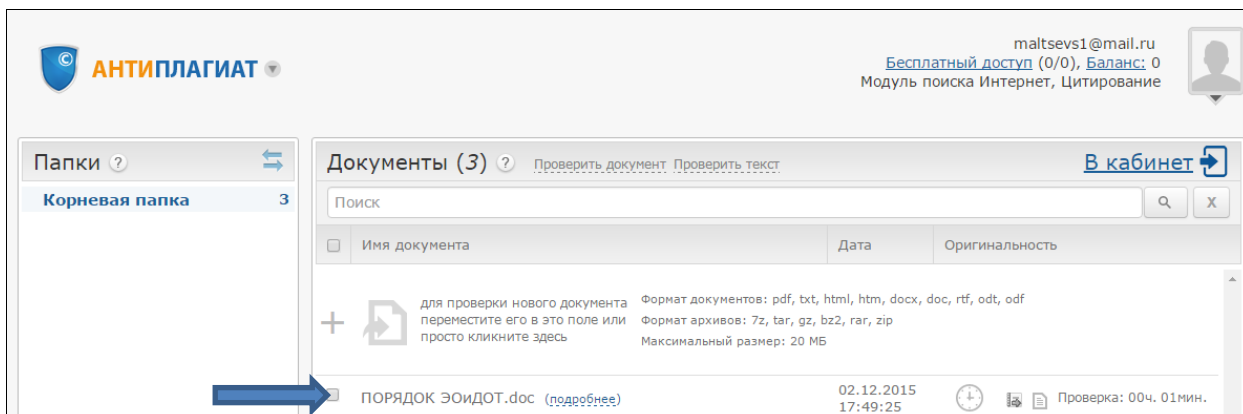 maltsevs1@mail.ru
© АНТИПЛАГИАТ
Бесплатный доступ (0/0), Баланс: 0
Модуль поиска Интернет, Цитирование
Папки ?
Корневая папка 3
Документы (3) ? Проверить документ Проверить текст В кабинет
Поиск X
Имя документа Дата Оригинальность
для проверки нового документа
переместите его в это поле или
просто кликните здесь
Формат документов: pdf, txt, html, htm, docx, doc, rtf, odt, odf
Формат архивов: 7z, tar, gz, bz2, rar, zip
Максимальный размер: 20 МБ
ПОРЯДОК ЭОиДОТ.doc (подробнее) 02.12.2015
17:49:25
Проверка: 00ч. 01мин.